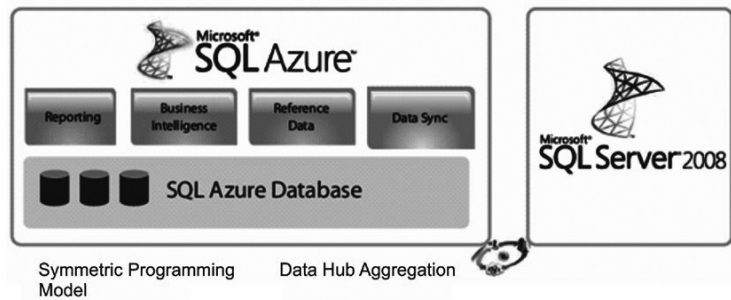 Microsoft®
SQL Azure™
Reporting
Business
Intelligence
Reference
Data
Data Sync
SQL Azure Database
Microsoft®
SQL Server® 2008
Symmetric Programming
Model
Data Hub Aggregation